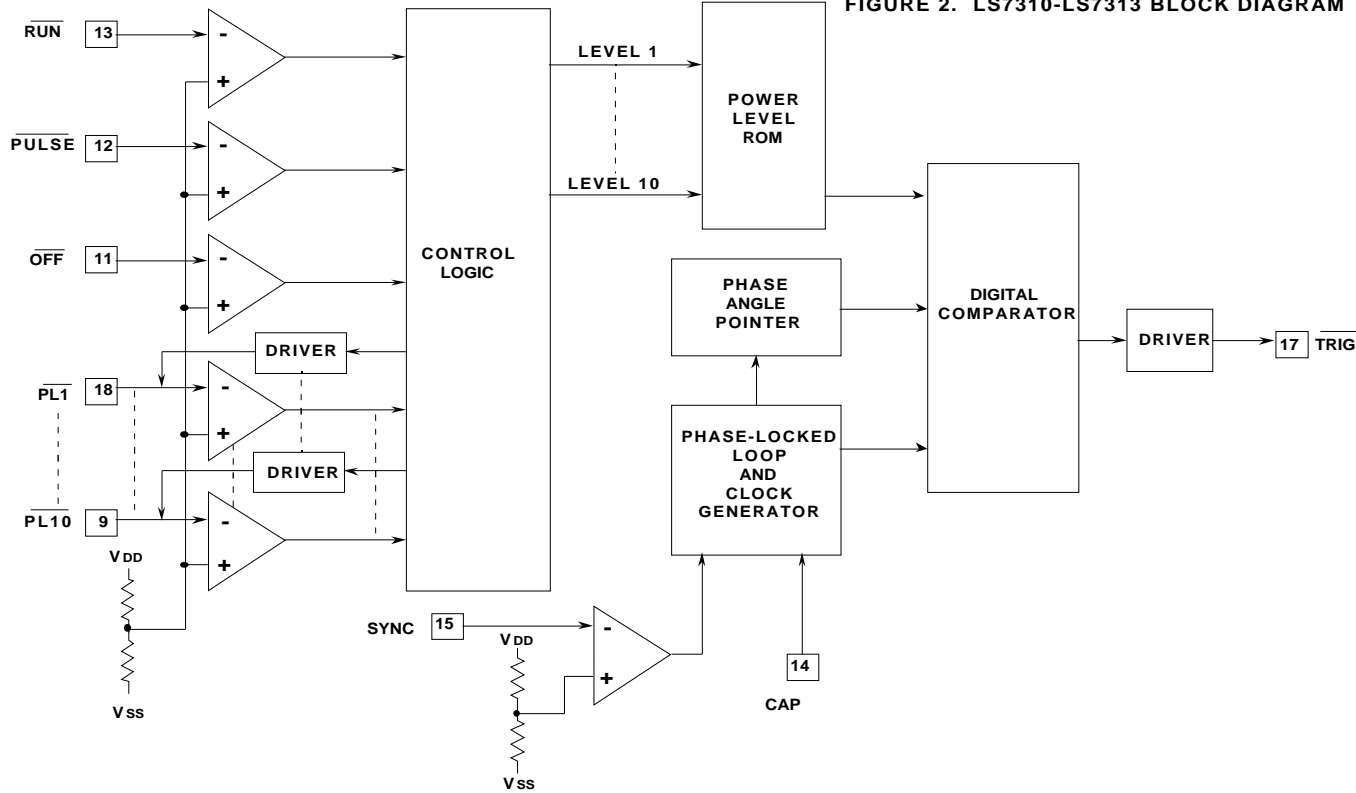 FIGURE 2. LS7310-LS7313 BLOCK DIAGRAM
RUN
13
-
+
PULSE
12
-
+
OFF
11
-
+
PL1
18
-
+
PL10
9
-
+
DRIVER
DRIVER
VDD
VSS
CONTROL
LOGIC
LEVEL 1
LEVEL 10
POWER
LEVEL
ROM
PHASE
ANGLE
POINTER
PHASE-LOCKED
LOOP
AND
CLOCK
GENERATOR
DIGITAL
COMPARATOR
DRIVER
17
TRIG
SYNC
15
VDD
-
+
VSS
14
CAP